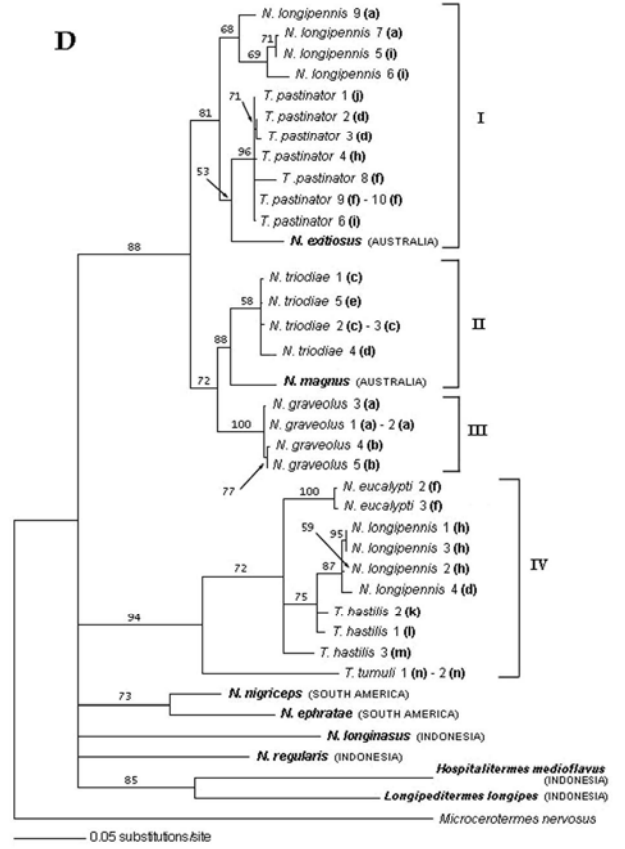 D
N. longipennis 9 (a)
68
71
N. longipennis 7 (a)
69
N. longipennis 5 (i)
N. longipennis 6 (i)
71
T. pastinator 1 (j)
81
T. pastinator 2 (d)
I
T. pastinator 3 (d)
96
T. pastinator 4 (h)
53
T .pastinator 8 (f)
T. pastinator 9 (f) - 10 (f)
T. pastinator 6 (i)
N. exitiosus (AUSTRALIA)
88
N. triodiae 1 (c)
58
N. triodiae 5 (e)
N. triodiae 2 (c) - 3 (c)
II
88
N. triodiae 4 (d)
72
N. magnus (AUSTRALIA)
N. graveolus 3 (a)
100
N. graveolus 1 (a) - 2 (a)
III
N. graveolus 4 (b)
N. graveolus 5 (b)
77
N. eucalypti 2 (f)
100
N. eucalypti 3 (f)
59
95
N. longipennis 1 (h)
N. longipennis 3 (h)
72
87
N. longipennis 2 (h)
IV
N. longipennis 4 (d)
75
T. hastilis 2 (k)
94
T. hastilis 1 (l)
T. hastilis 3 (m)
T. tumuli 1 (n) - 2 (n)
73
N. nigriceps (SOUTH AMERICA)
N. ephratae (SOUTH AMERICA)
N. longinasus (INDONESIA)
N. regularis (INDONESIA)
85
Hospitalitermes medioflavus
(INDONESIA)
Longipeditermes longipes (INDONESIA)
Microcerotermes nervosus
0.05 substitutions/site